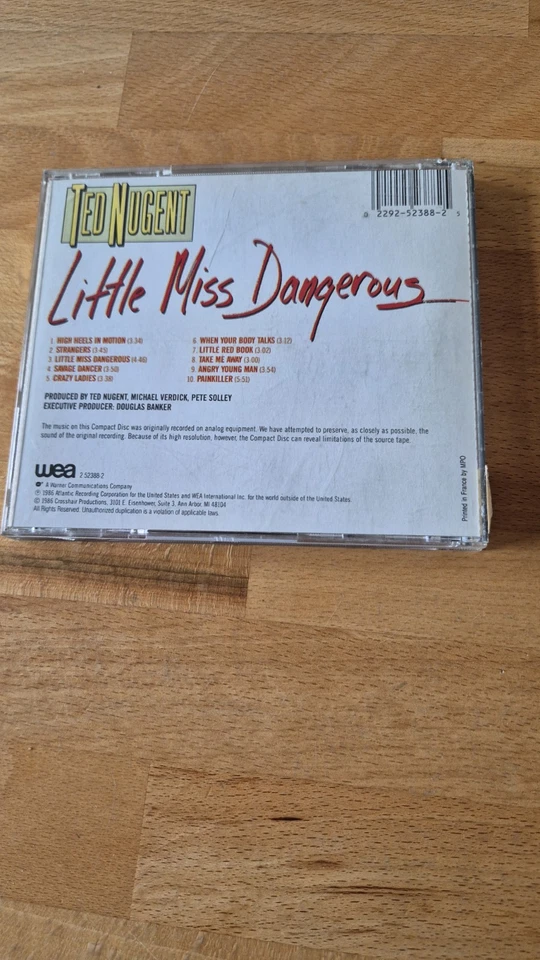 TED NUGENT
0 2292-52388-2 5
Little Miss Dangerous
1 HIGH HEELS IN MOTION (3:34)
2 STRANGERS (3:43)
3 LITTLE MISS DANGEROUS (4:46)
4 SAVAGE DANCER (3:50)
5 CRAZY LADIES (3:38)
6 WHEN YOUR BODY TALKS (3:12)
7 LITTLE RED BOOK (3:02)
8 TAKE ME AWAY (3:00)
9 ANGRY YOUNG MAN (3:54)
10 PAINKILLER (5:51)
PRODUCED BY TED NUGENT, MICHAEL VERDICK, PETE SOLLEY
EXECUTIVE PRODUCER: DOUGLAS BANKER
The music on this Compact Disc was originally recorded on analog equipment. We have attempted to preserve, as closely as possible, the
sound of the original recording. Because of its high resolution, however, the Compact Disc can reveal limitations of the source tape.
wea 2 52388-2
A Warner Communications Company
℗ 1986 Atlantic Recording Corporation for the United States and WEA International Inc. for the world outside of the United States.
© 1986 Crosshair Productions, 3101 E. Eisenhower, Suite 3, Ann Arbor, MI 48104
All Rights Reserved. Unauthorized duplication is a violation of applicable laws.
Printed in France by MPO